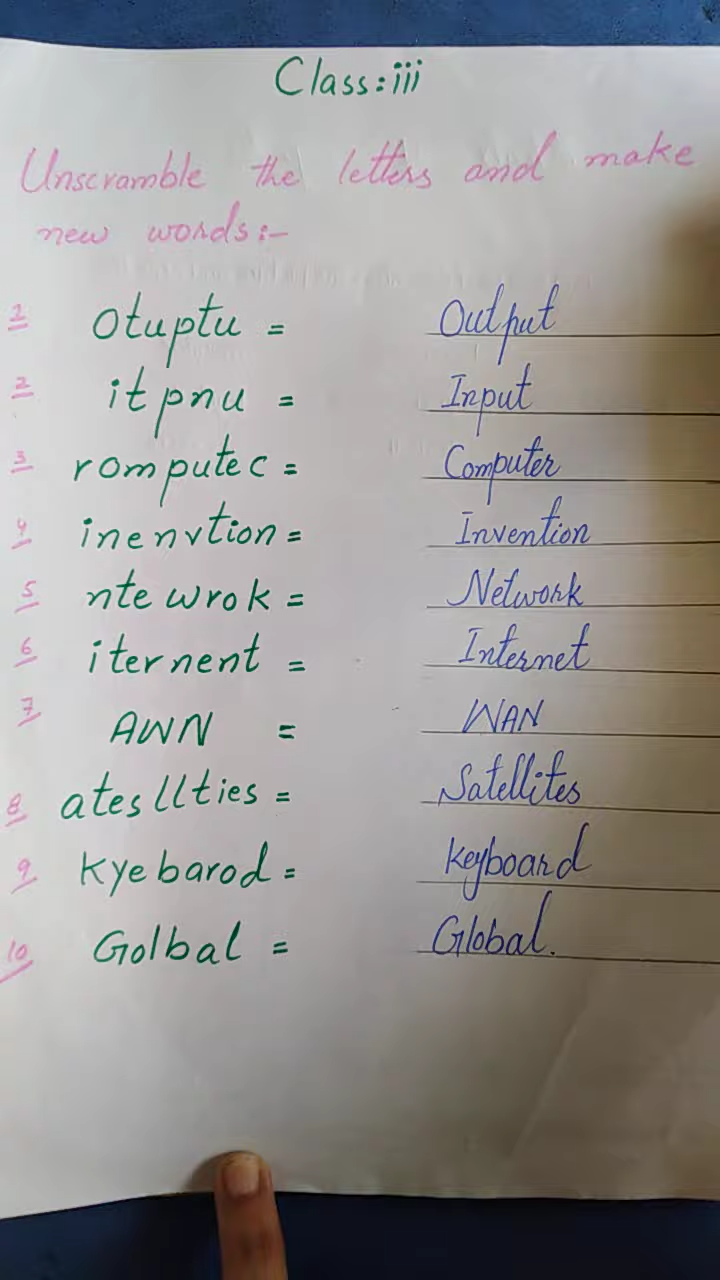 Class:iii
Unscramble the letters and make
new words:-
1 Otuptu = Output
2 itpnu = Input
3 romputec = Computer
4 inenvtion = Invention
5 ntewrok = Network
6 iternent = Internet
7 AWN = WAN
8 atesllties = Satellites
9 Kyebarod = Keyboard
10 Golbal = Global.